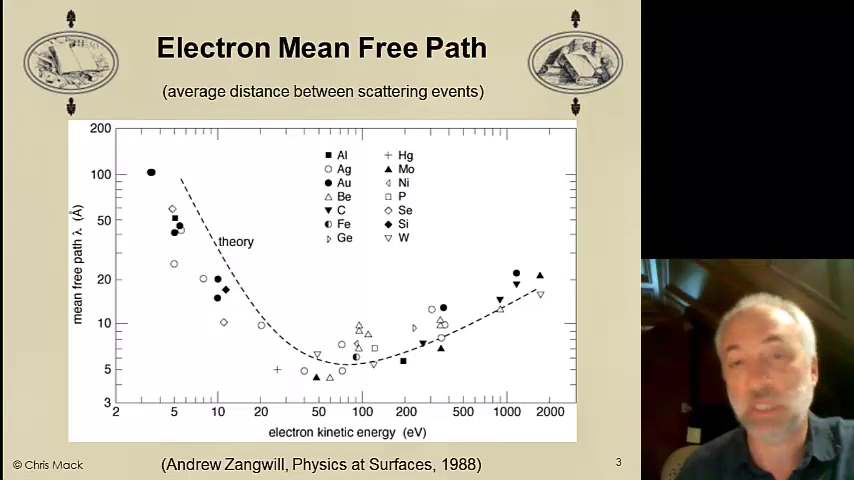 Electron Mean Free Path
(average distance between scattering events)
200
100
50
20
10
5
3
mean free path λ (Å)
theory
Al
Ag
Au
Be
C
Fe
Ge
Hg
Mo
Ni
P
Se
Si
W
2 5 10 20 50 100 200 500 1000 2000
electron kinetic energy (eV)
© Chris Mack
(Andrew Zangwill, Physics at Surfaces, 1988)
3